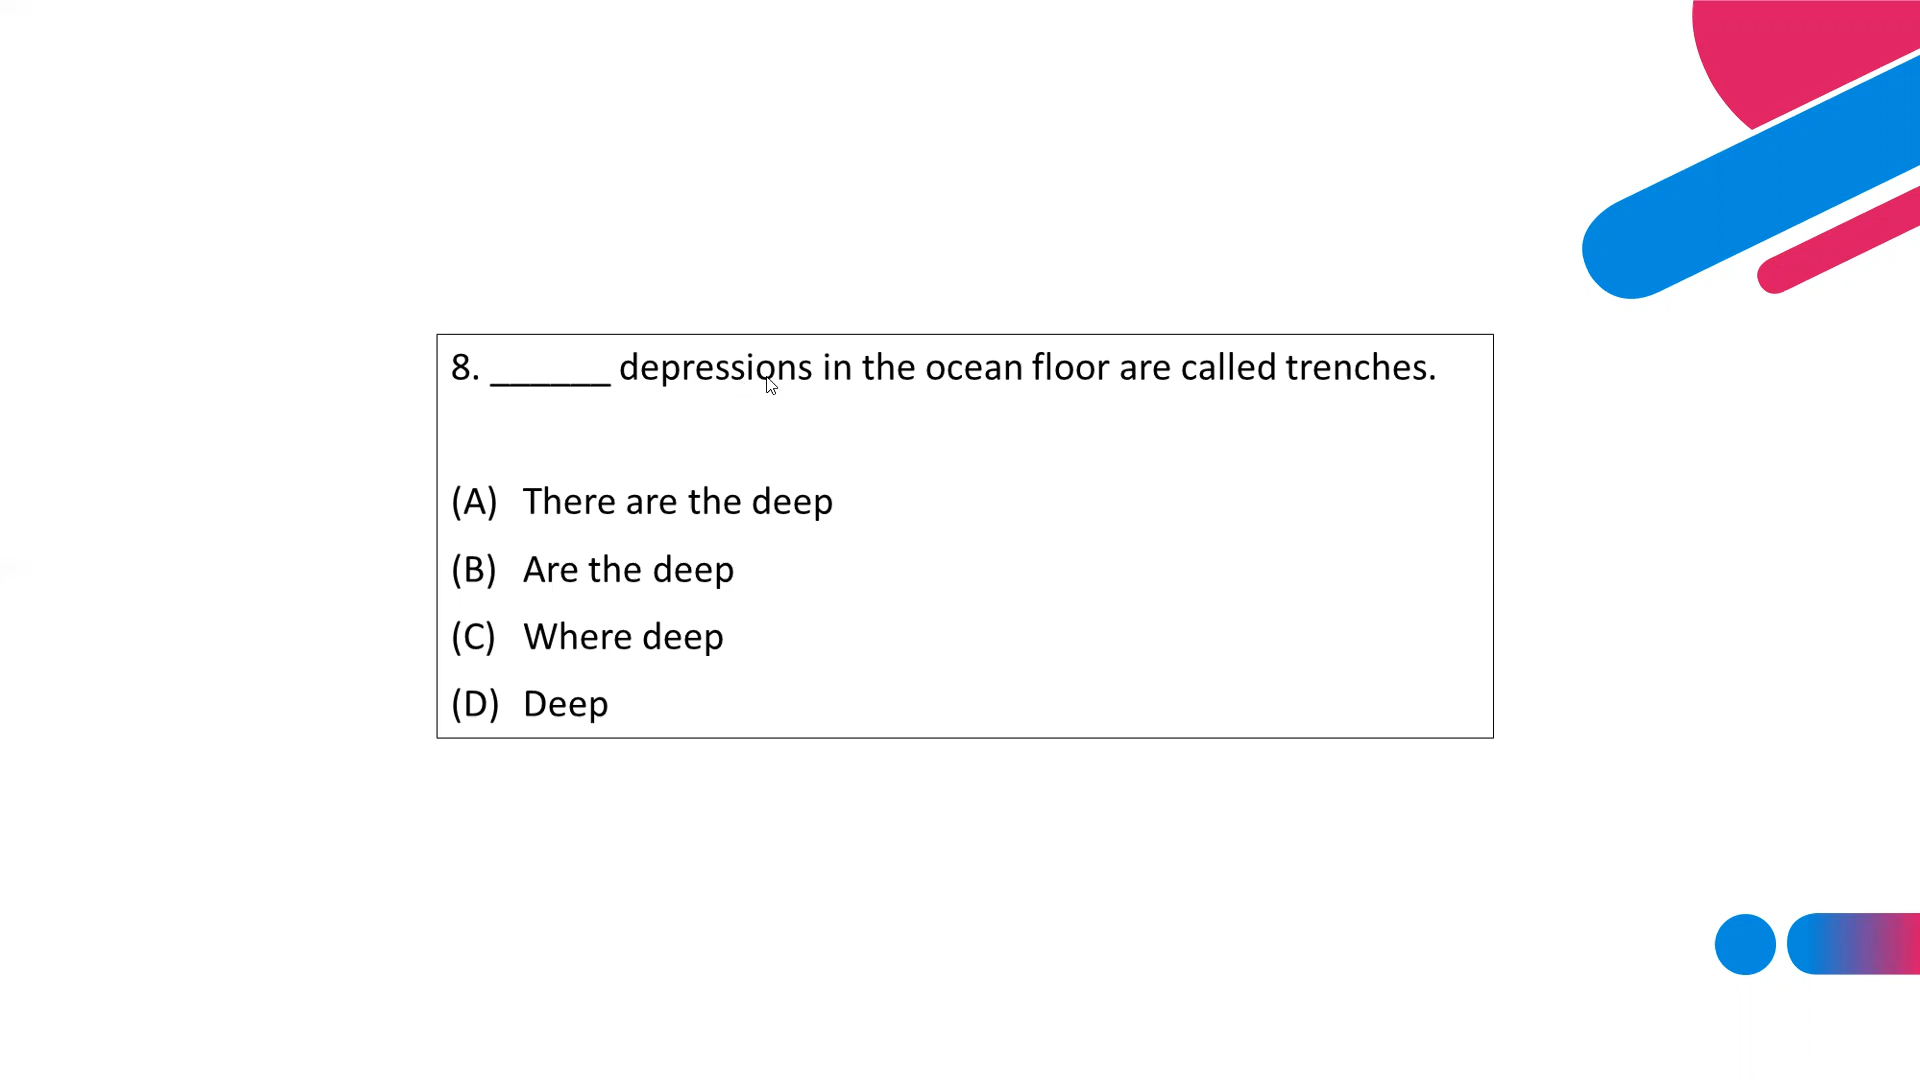 8. ______ depressions in the ocean floor are called trenches.
(A) There are the deep
(B) Are the deep
(C) Where deep
(D) Deep